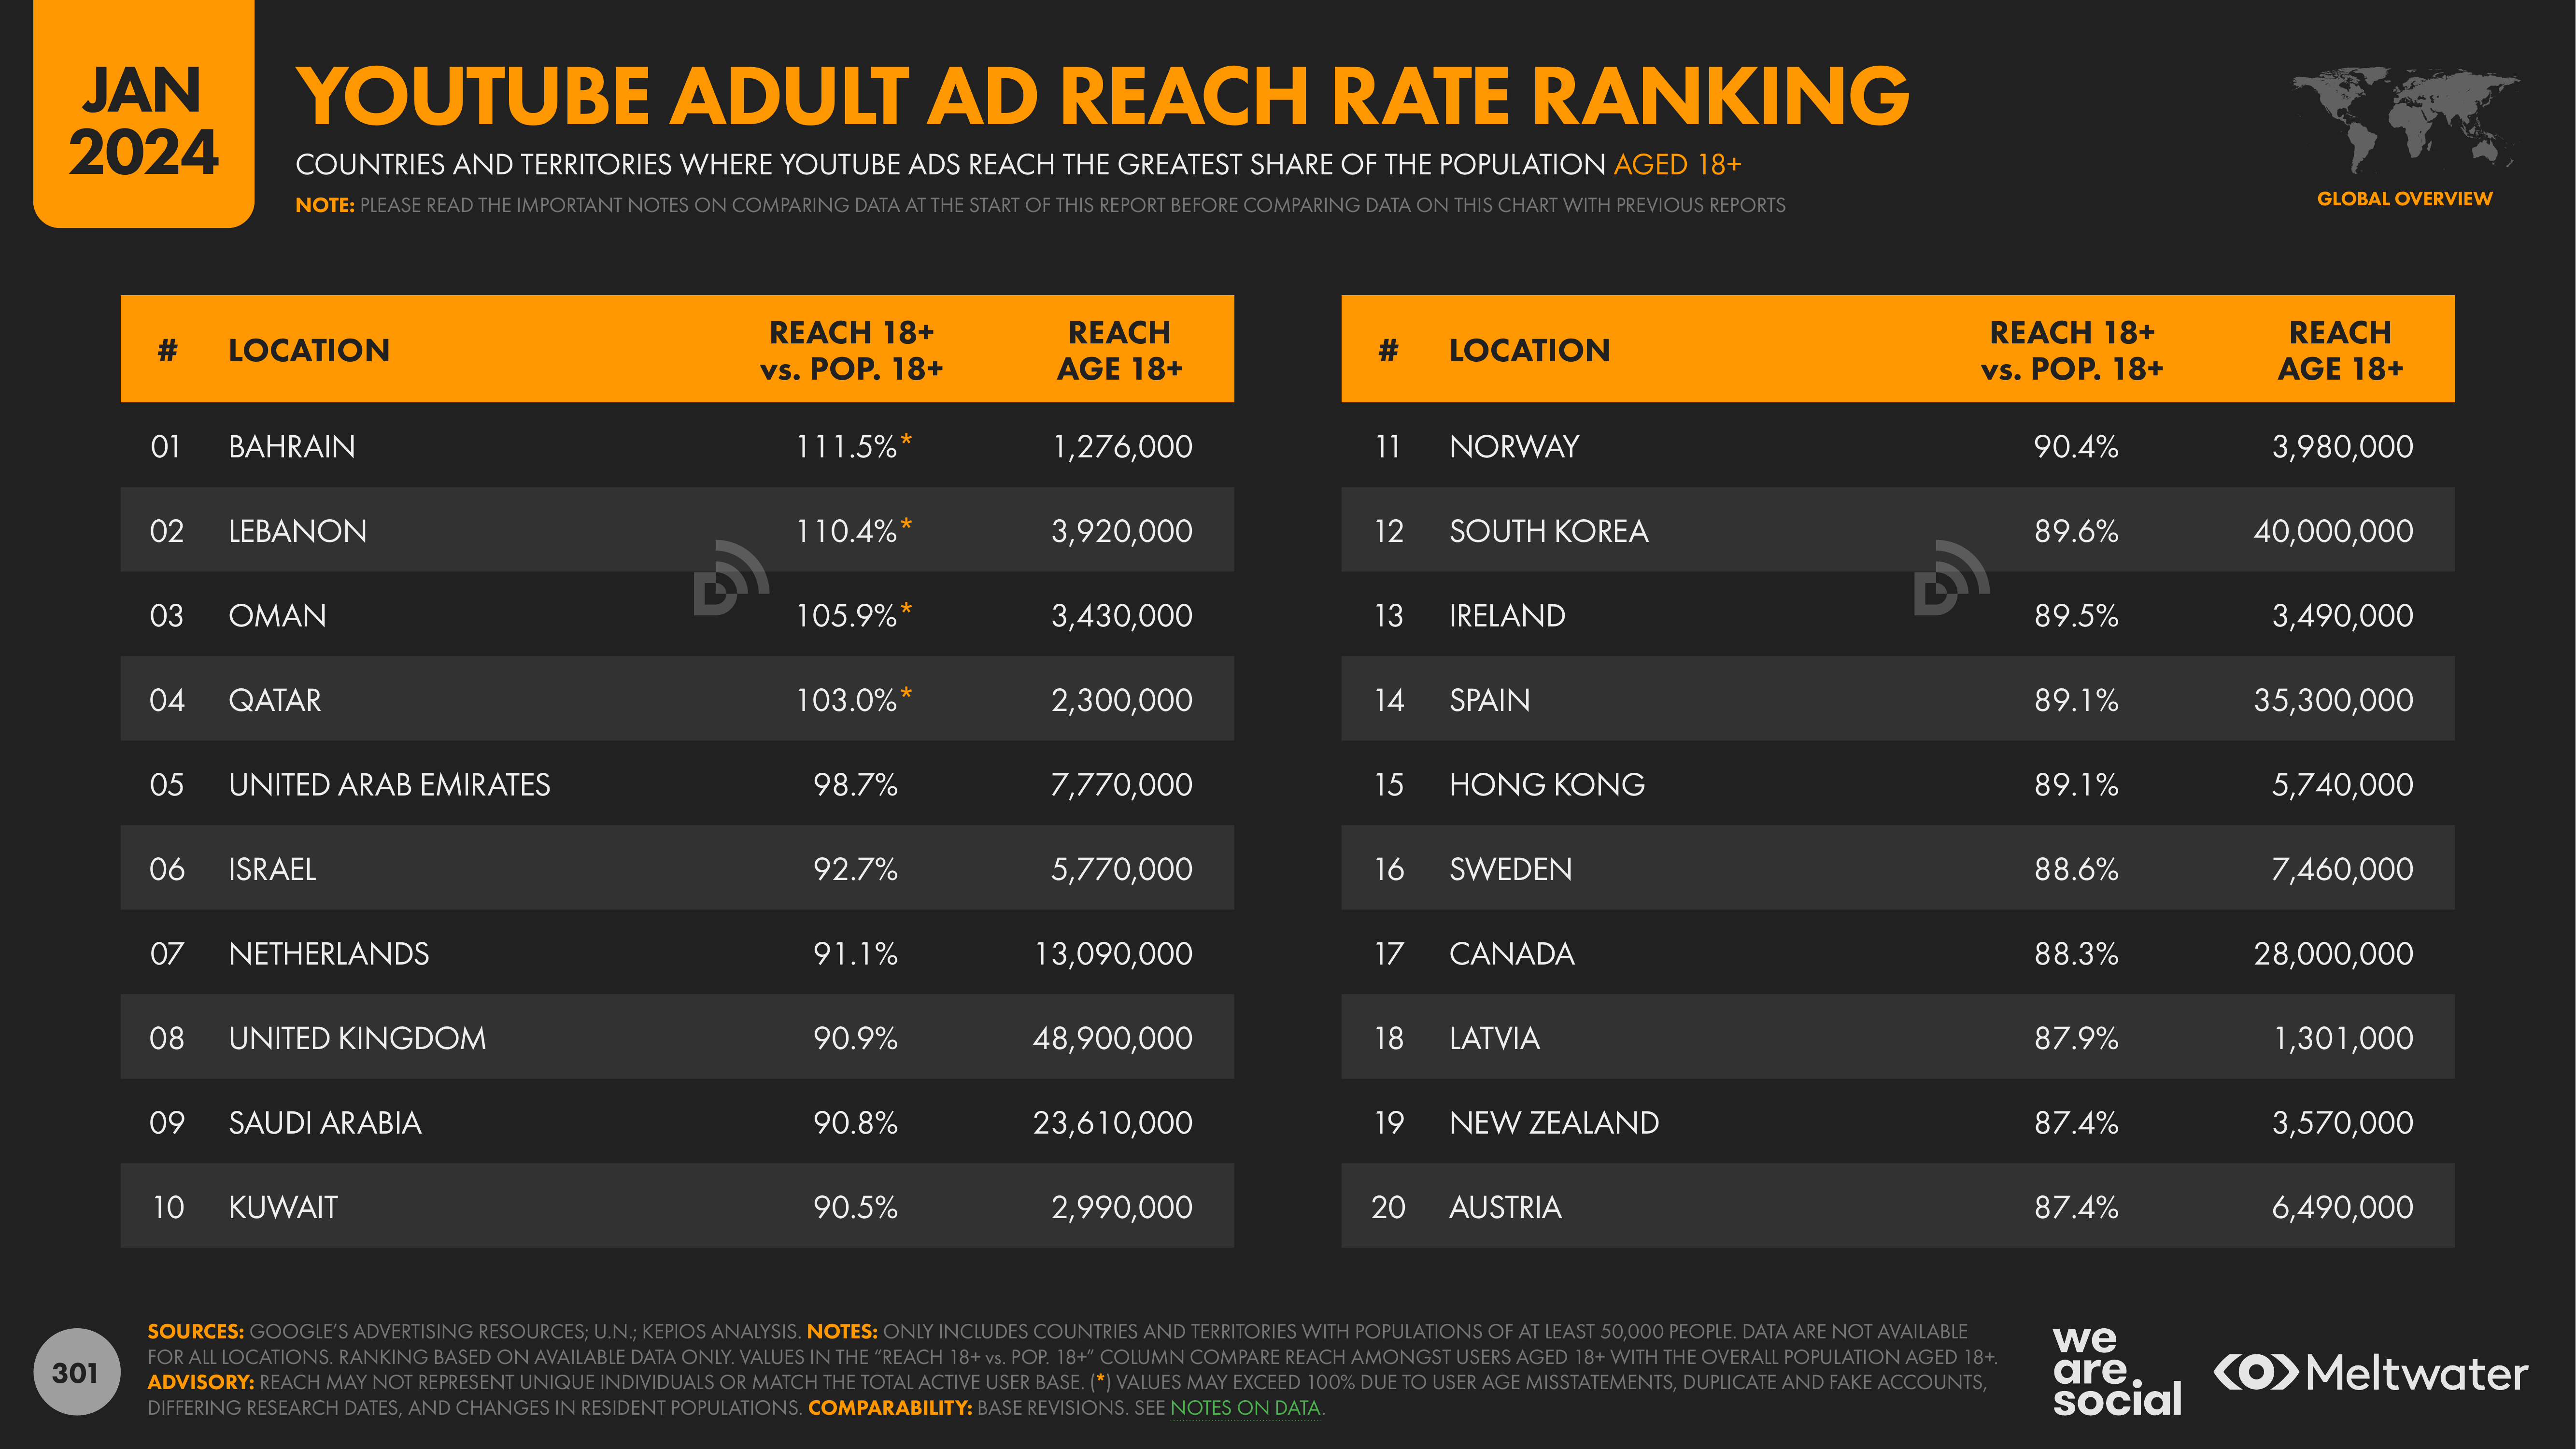 JAN
2024
YOUTUBE ADULT AD REACH RATE RANKING
COUNTRIES AND TERRITORIES WHERE YOUTUBE ADS REACH THE GREATEST SHARE OF THE POPULATION AGED 18+
NOTE: PLEASE READ THE IMPORTANT NOTES ON COMPARING DATA AT THE START OF THIS REPORT BEFORE COMPARING DATA ON THIS CHART WITH PREVIOUS REPORTS
GLOBAL OVERVIEW
# LOCATION REACH 18+ vs. POP. 18+ REACH AGE 18+
01 BAHRAIN 111.5%* 1,276,000
02 LEBANON 110.4%* 3,920,000
03 OMAN 105.9%* 3,430,000
04 QATAR 103.0%* 2,300,000
05 UNITED ARAB EMIRATES 98.7% 7,770,000
06 ISRAEL 92.7% 5,770,000
07 NETHERLANDS 91.1% 13,090,000
08 UNITED KINGDOM 90.9% 48,900,000
09 SAUDI ARABIA 90.8% 23,610,000
10 KUWAIT 90.5% 2,990,000
# LOCATION REACH 18+ vs. POP. 18+ REACH AGE 18+
11 NORWAY 90.4% 3,980,000
12 SOUTH KOREA 89.6% 40,000,000
13 IRELAND 89.5% 3,490,000
14 SPAIN 89.1% 35,300,000
15 HONG KONG 89.1% 5,740,000
16 SWEDEN 88.6% 7,460,000
17 CANADA 88.3% 28,000,000
18 LATVIA 87.9% 1,301,000
19 NEW ZEALAND 87.4% 3,570,000
20 AUSTRIA 87.4% 6,490,000
301
SOURCES: GOOGLE'S ADVERTISING RESOURCES; U.N.; KEPIOS ANALYSIS. NOTES: ONLY INCLUDES COUNTRIES AND TERRITORIES WITH POPULATIONS OF AT LEAST 50,000 PEOPLE. DATA ARE NOT AVAILABLE
FOR ALL LOCATIONS. RANKING BASED ON AVAILABLE DATA ONLY. VALUES IN THE “REACH 18+ vs. POP. 18+” COLUMN COMPARE REACH AMONGST USERS AGED 18+ WITH THE OVERALL POPULATION AGED 18+.
ADVISORY: REACH MAY NOT REPRESENT UNIQUE INDIVIDUALS OR MATCH THE TOTAL ACTIVE USER BASE. (*) VALUES MAY EXCEED 100% DUE TO USER AGE MISSTATEMENTS, DUPLICATE AND FAKE ACCOUNTS,
DIFFERING RESEARCH DATES, AND CHANGES IN RESIDENT POPULATIONS. COMPARABILITY: BASE REVISIONS. SEE NOTES ON DATA.
we
are.
social
Meltwater